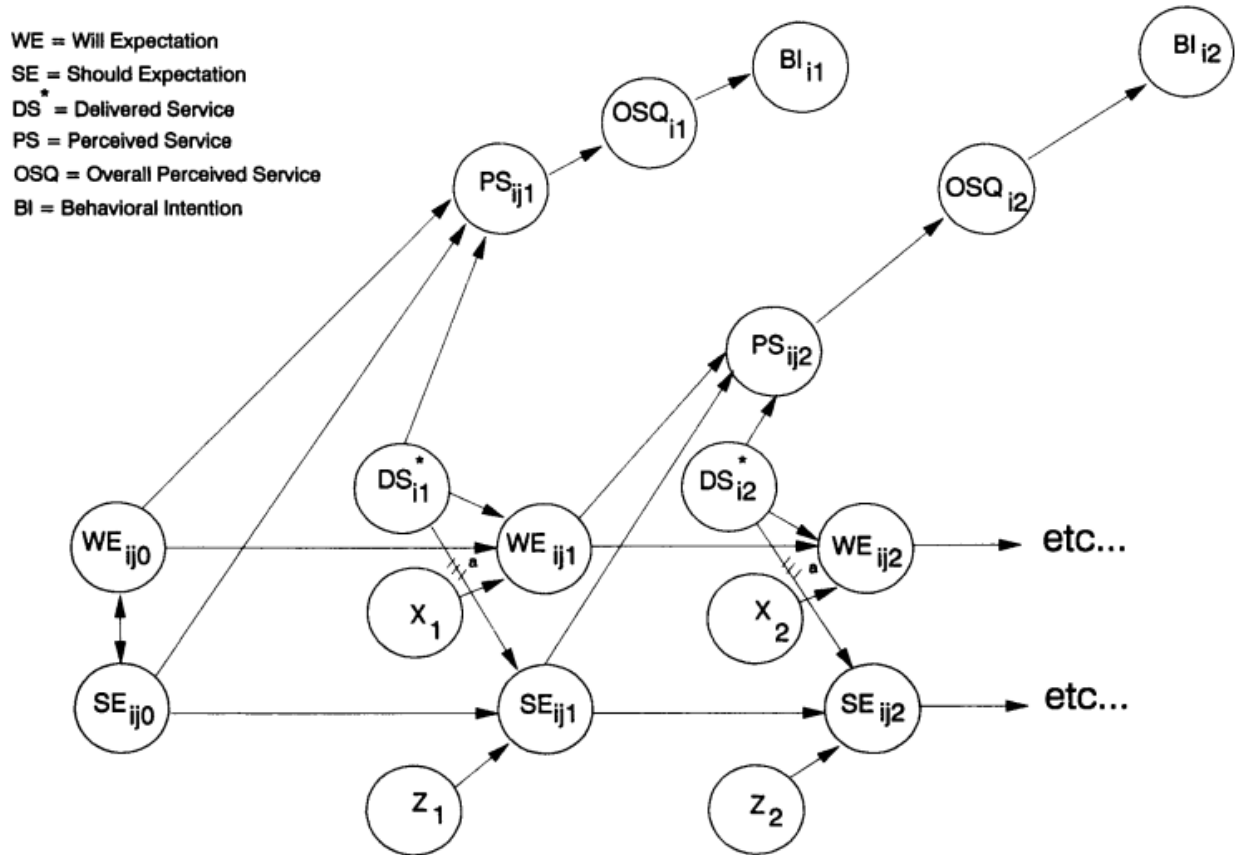 WE = Will Expectation
SE = Should Expectation
DS* = Delivered Service
PS = Perceived Service
OSQ = Overall Perceived Service
BI = Behavioral Intention
BI i1
BI i2
OSQ i1
PS ij1
OSQ i2
PS ij2
DS* i1
DS* i2
WE ij0
WE ij1
WE ij2
etc...
a
a
X 1
X 2
SE ij0
SE ij1
SE ij2
etc...
Z 1
Z 2